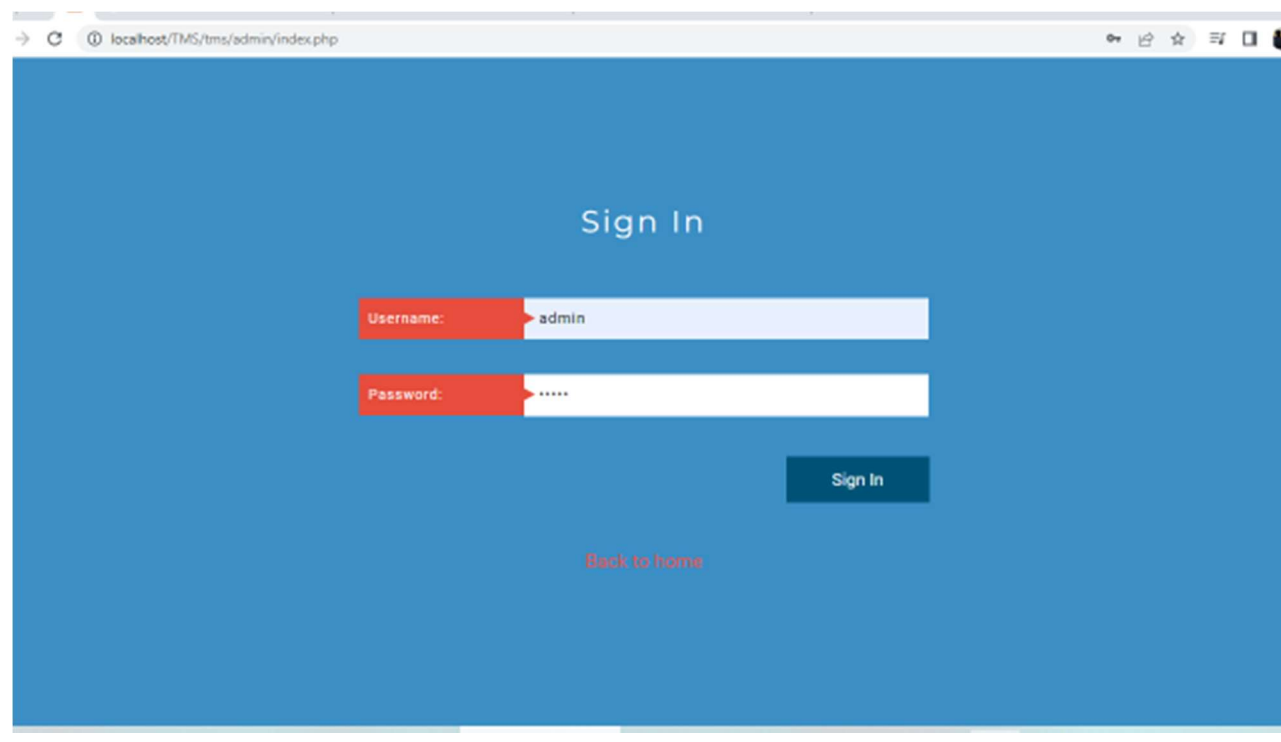 localhost/TMS/tms/admin/index.php
Sign In
Username: admin
Password: •••••
Sign In
Back to home